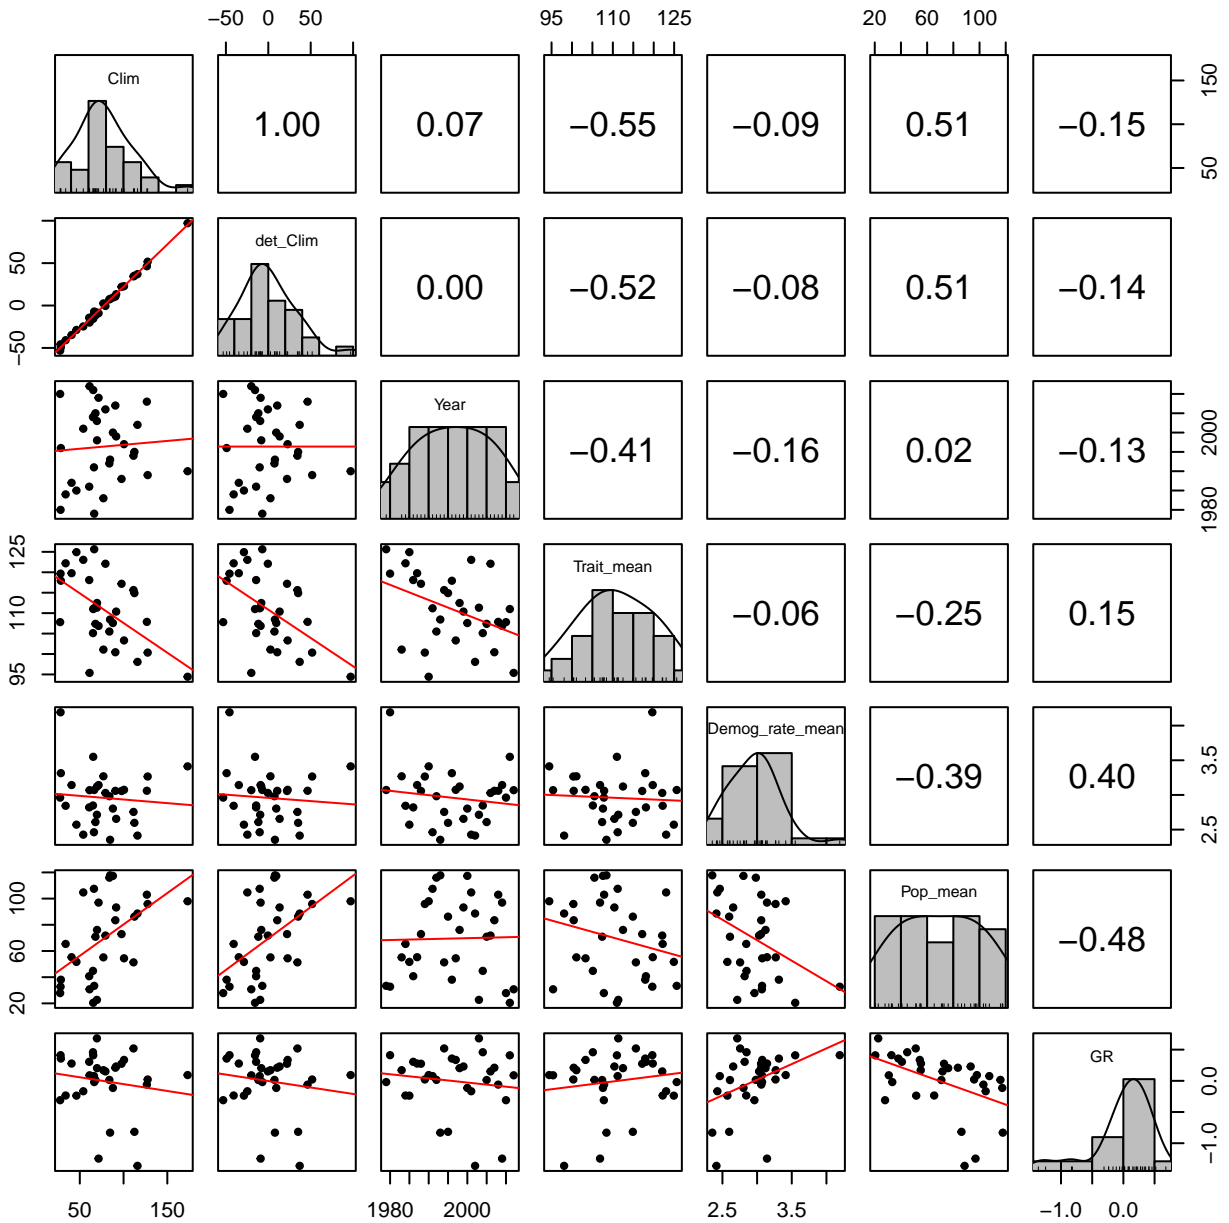 −50 0 50 95 110 125 20 60 100
Clim 1.00 0.07 −0.55 −0.09 0.51 −0.15 50 150
−50 0 50 det_Clim 0.00 −0.52 −0.08 0.51 −0.14
Year −0.41 −0.16 0.02 −0.13 1980 2000
95 110 125 Trait_mean −0.06 −0.25 0.15
Demog_rate_mean −0.39 0.40 2.5 3.5
20 60 100 Pop_mean −0.48
GR −1.0 0.0
50 150 1980 2000 2.5 3.5 −1.0 0.0